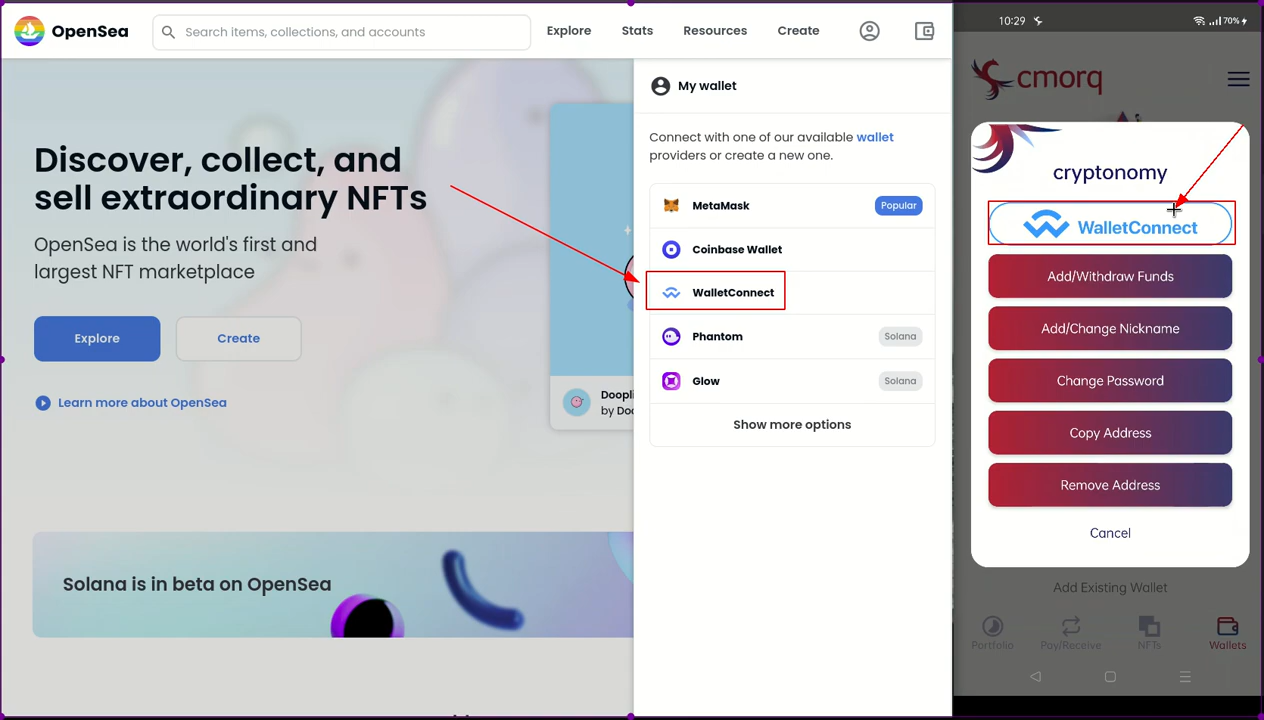 OpenSea
Search items, collections, and accounts
Explore
Stats
Resources
Create
My wallet
Connect with one of our available wallet
providers or create a new one.
MetaMask
Popular
Coinbase Wallet
WalletConnect
Phantom
Solana
Glow
Solana
Show more options
Discover, collect, and
sell extraordinary NFTs
OpenSea is the world's first and
largest NFT marketplace
Explore
Create
Learn more about OpenSea
by
Solana is in beta on OpenSea
10:29
70%
cmorq
cryptonomy
WalletConnect
Add/Withdraw Funds
Add/Change Nickname
Change Password
Copy Address
Remove Address
Cancel
Add Existing Wallet
Portfolio
Pay/Receive
NFTs
Wallets